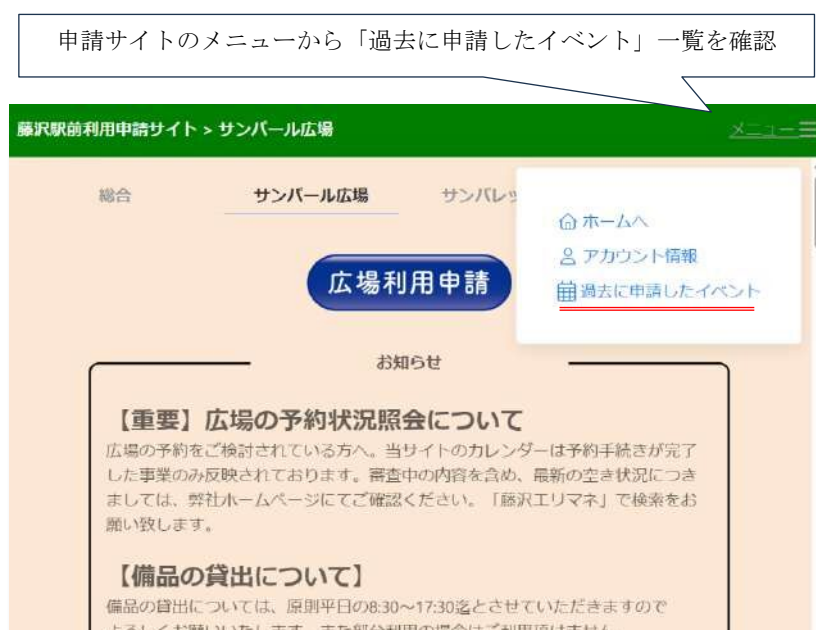 申請サイトのメニューから「過去に申請したイベント」一覧を確認
藤沢駅前利用申請サイト > サンパール広場
メニュー
総合
サンパール広場
サンパレッ
ホームへ
アカウント情報
過去に申請したイベント
広場利用申請
お知らせ
【重要】広場の予約状況照会について
広場の予約をご検討されている方へ。当サイトのカレンダーは予約手続きが完了
した事業のみ反映されております。審査中の内容を含め、最新の空き状況につき
ましては、弊社ホームページにてご確認ください。「藤沢エリマネ」で検索をお
願い致します。
【備品の貸出について】
備品の貸出については、原則平日の8:30～17:30迄とさせていただきますので